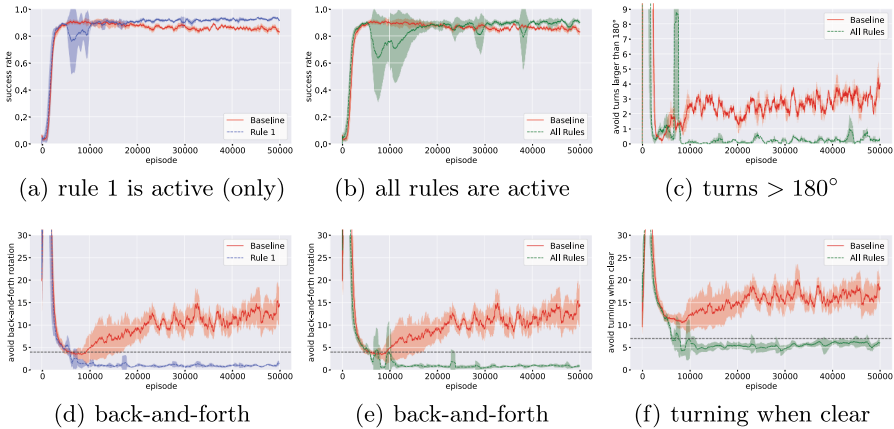 success rate
1.0
0.8
0.6
0.4
0.2
0.0
0 10000 20000 30000 40000 50000
episode
Baseline
Rule 1
(a) rule 1 is active (only)
success rate
1.0
0.8
0.6
0.4
0.2
0.0
0 10000 20000 30000 40000 50000
episode
Baseline
All Rules
(b) all rules are active
avoid turns larger than 180°
9
8
7
6
5
4
3
2
1
0
0 10000 20000 30000 40000 50000
episode
Baseline
All Rules
(c) turns > 180°
avoid back-and-forth rotation
30
25
20
15
10
5
0
0 10000 20000 30000 40000 50000
episode
Baseline
Rule 1
(d) back-and-forth
avoid back-and-forth rotation
30
25
20
15
10
5
0
0 10000 20000 30000 40000 50000
episode
Baseline
All Rules
(e) back-and-forth
avoid turning when clear
30
25
20
15
10
5
0
0 10000 20000 30000 40000 50000
episode
Baseline
All Rules
(f) turning when clear